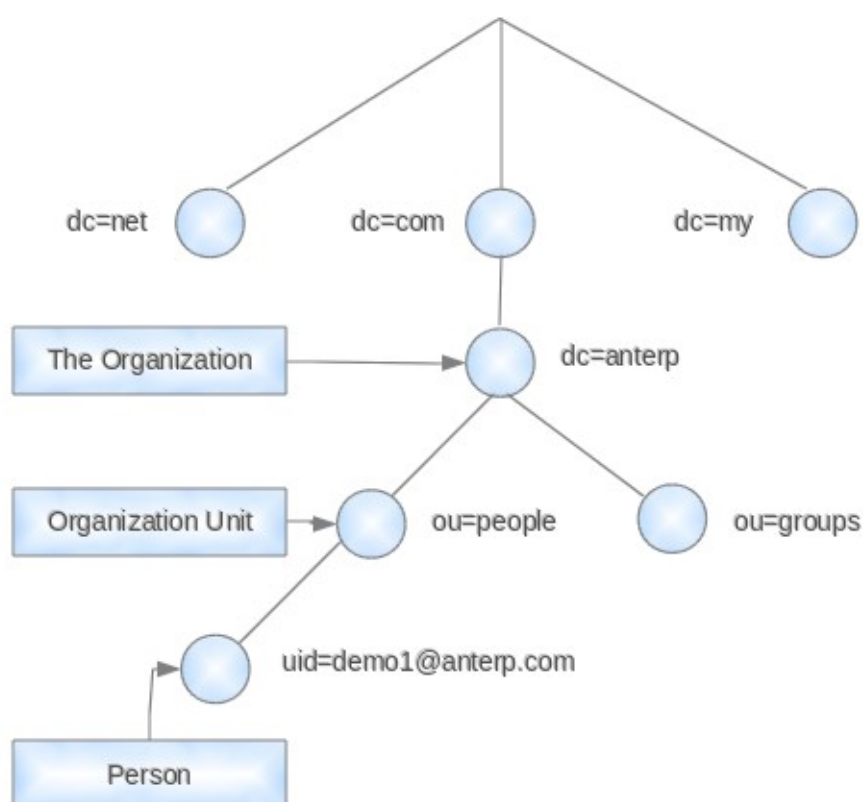 dc=net
dc=com
dc=my
The Organization
dc=anterp
Organization Unit
ou=people
ou=groups
uid=demo1@anterp.com
Person